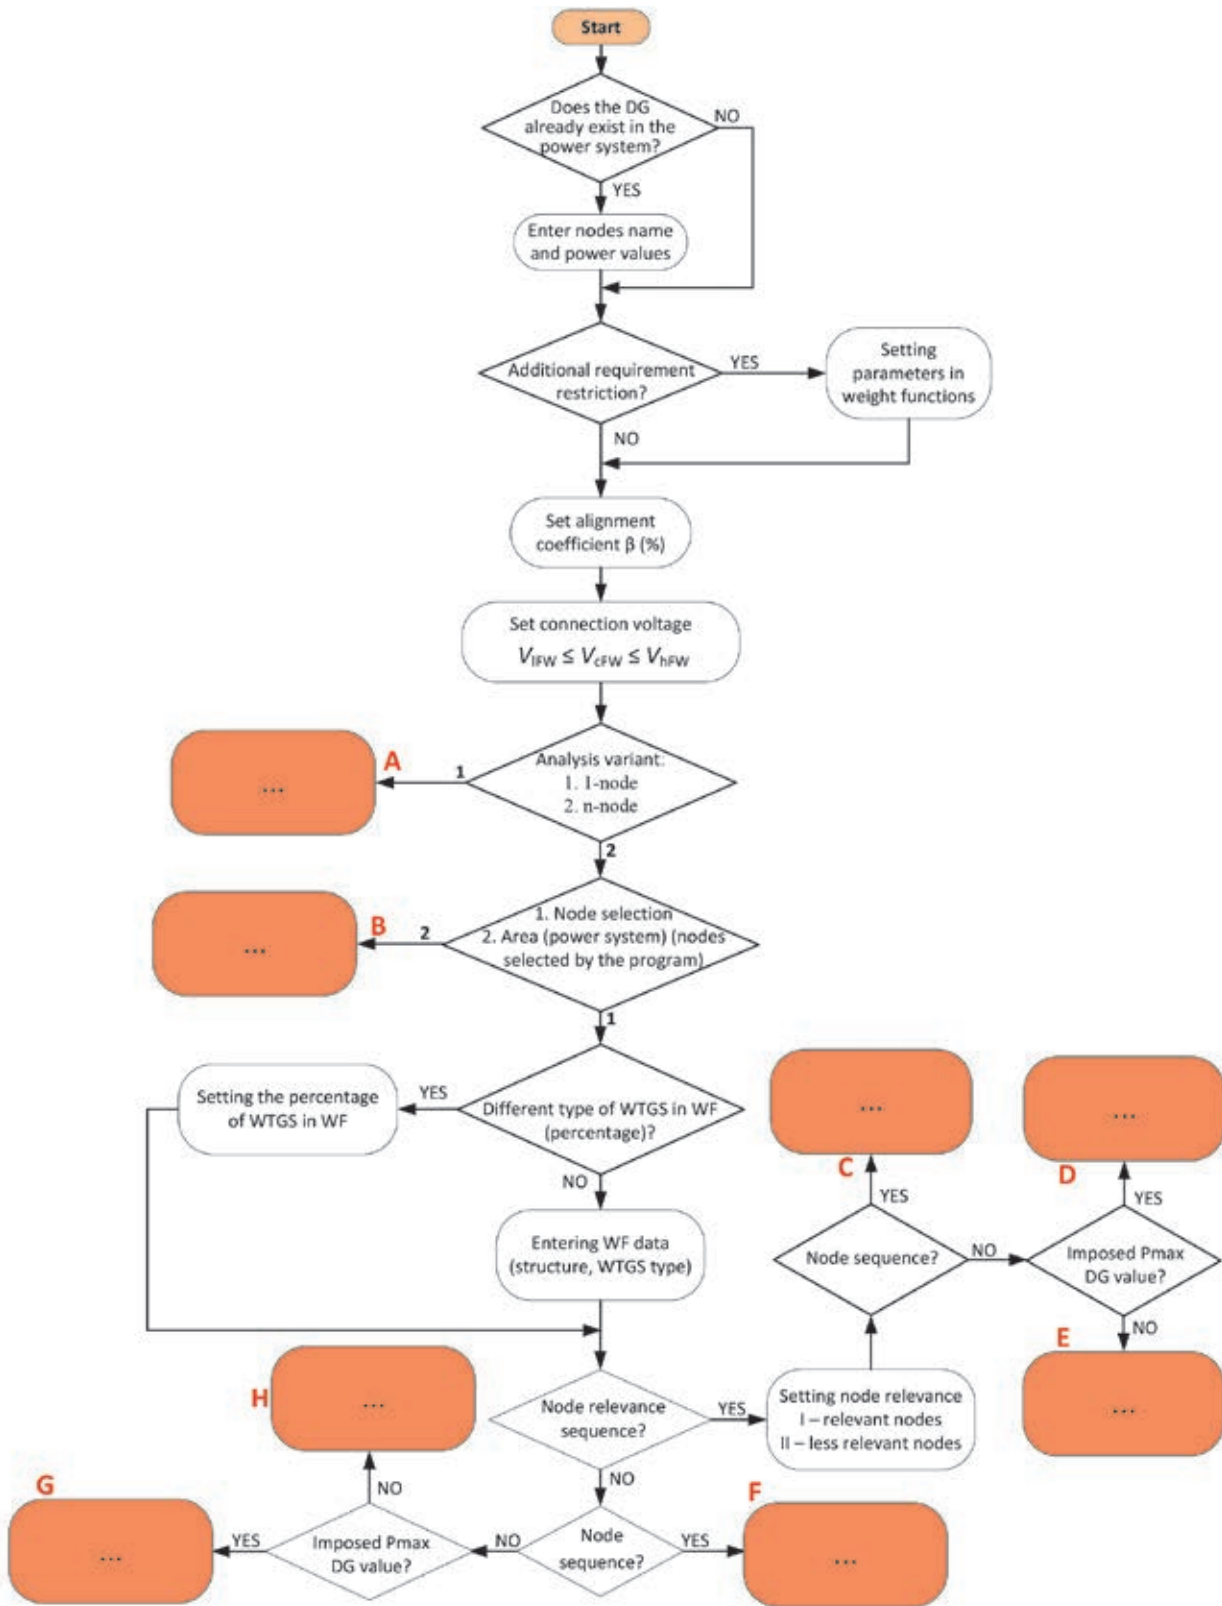 Start
Does the DG
already exist in the
power system?
NO
YES
Enter nodes name
and power values
Additional requirement
restriction?
YES
Setting
parameters in
weight functions
NO
Set alignment
coefficient β (%)
Set connection voltage
VlFW ≤ VcFW ≤ VhFW
A
...
1
Analysis variant:
1. 1-node
2. n-node
2
B
...
2
1. Node selection
2. Area (power system) (nodes
selected by the program)
1
Setting the percentage
of WTGS in WF
YES
Different type of WTGS in WF
(percentage)?
NO
Entering WF data
(structure, WTGS type)
...
C
YES
Node sequence?
NO
...
D
YES
Imposed Pmax
DG value?
NO
E
...
H
...
Node relevance
sequence?
YES
Setting node relevance
I – relevant nodes
II – less relevant nodes
NO
NO
G
...
YES
Imposed Pmax
DG value?
NO
Node
sequence?
YES
F
...